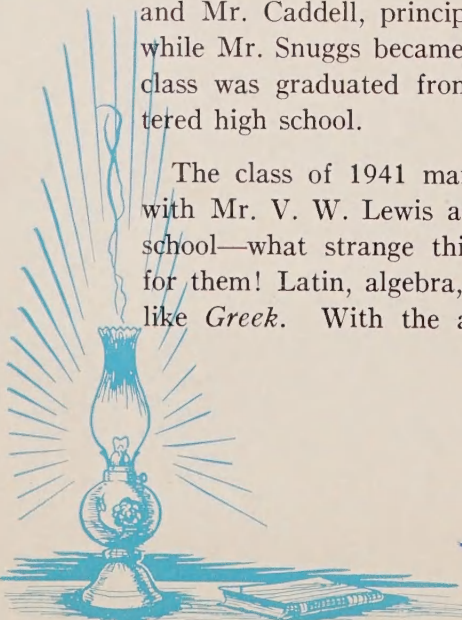 and Mr. Caddell, princip
while Mr. Snuggs became
class was graduated fron
tered high school.
The class of 1941 ma
with Mr. V. W. Lewis a
school—what strange thi
for them! Latin, algebra,
like Greek. With the a